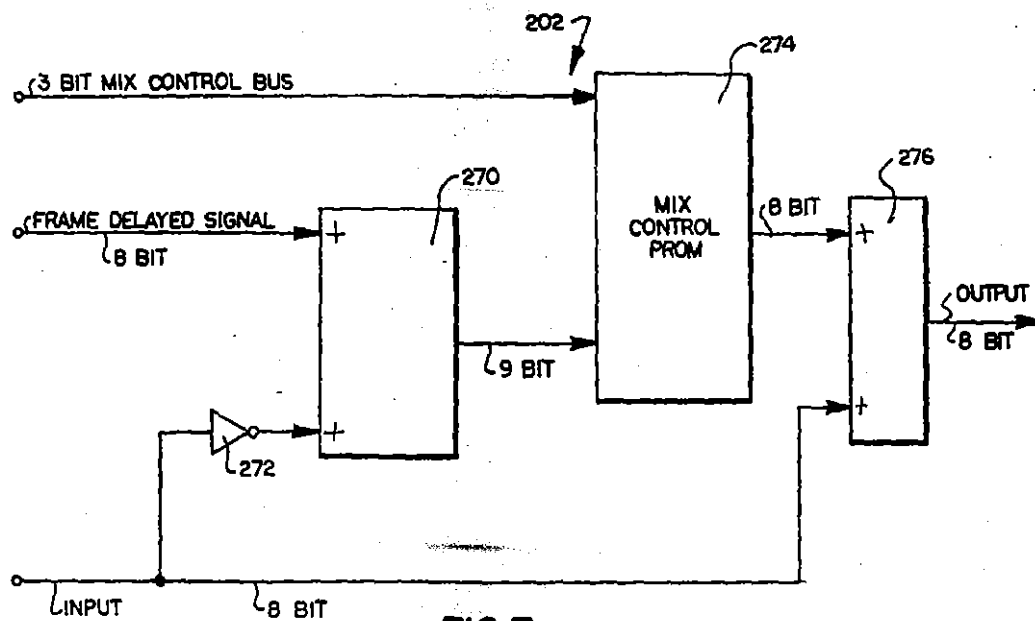 202
274
3 BIT MIX CONTROL BUS
270
276
FRAME DELAYED SIGNAL
+
8 BIT
MIX
CONTROL
PROM
8 BIT
+
OUTPUT
8 BIT
9 BIT
+
+
272
INPUT
8 BIT